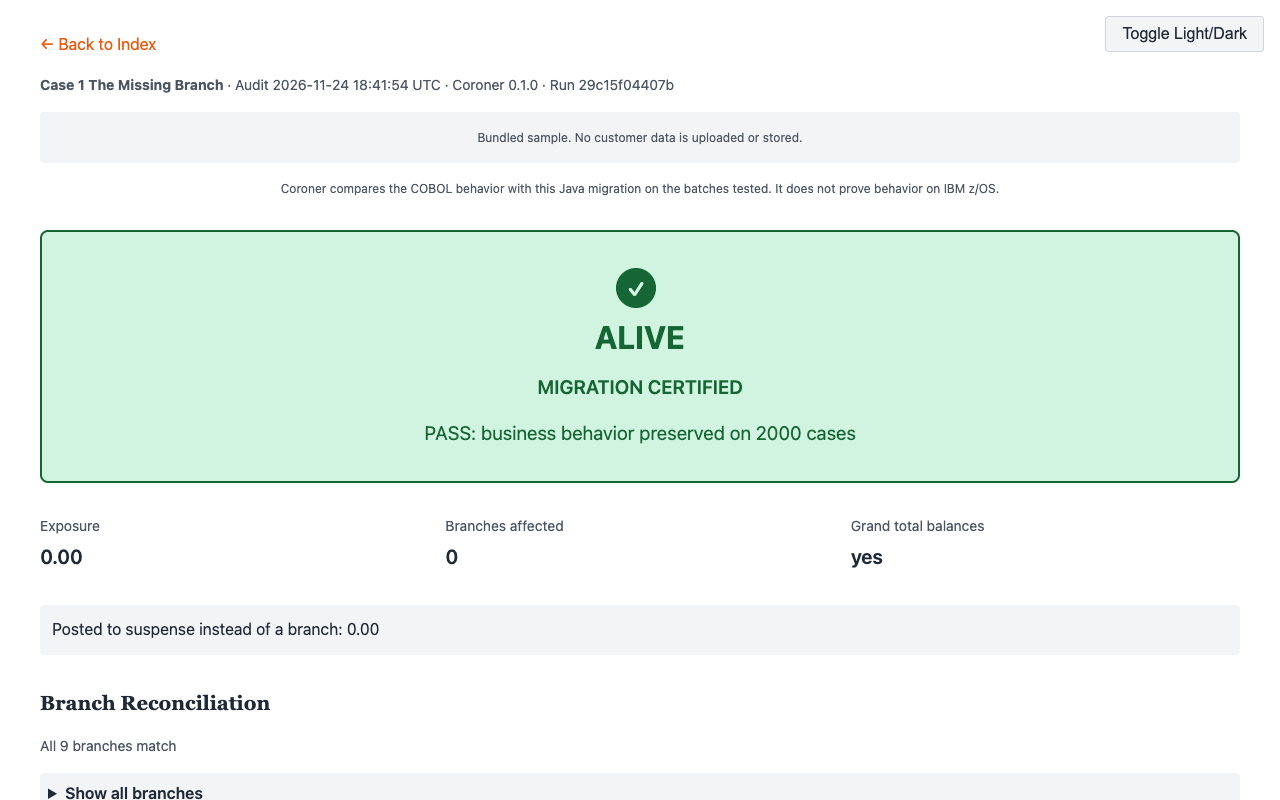 ← Back to Index
Toggle Light/Dark
Case 1 The Missing Branch · Audit 2026-11-24 18:41:54 UTC · Coroner 0.1.0 · Run 29c15f04407b
Bundled sample. No customer data is uploaded or stored.
Coroner compares the COBOL behavior with this Java migration on the batches tested. It does not prove behavior on IBM z/OS.
ALIVE
MIGRATION CERTIFIED
PASS: business behavior preserved on 2000 cases
Exposure
0.00
Branches affected
0
Grand total balances
yes
Posted to suspense instead of a branch: 0.00
Branch Reconciliation
All 9 branches match
Show all branches